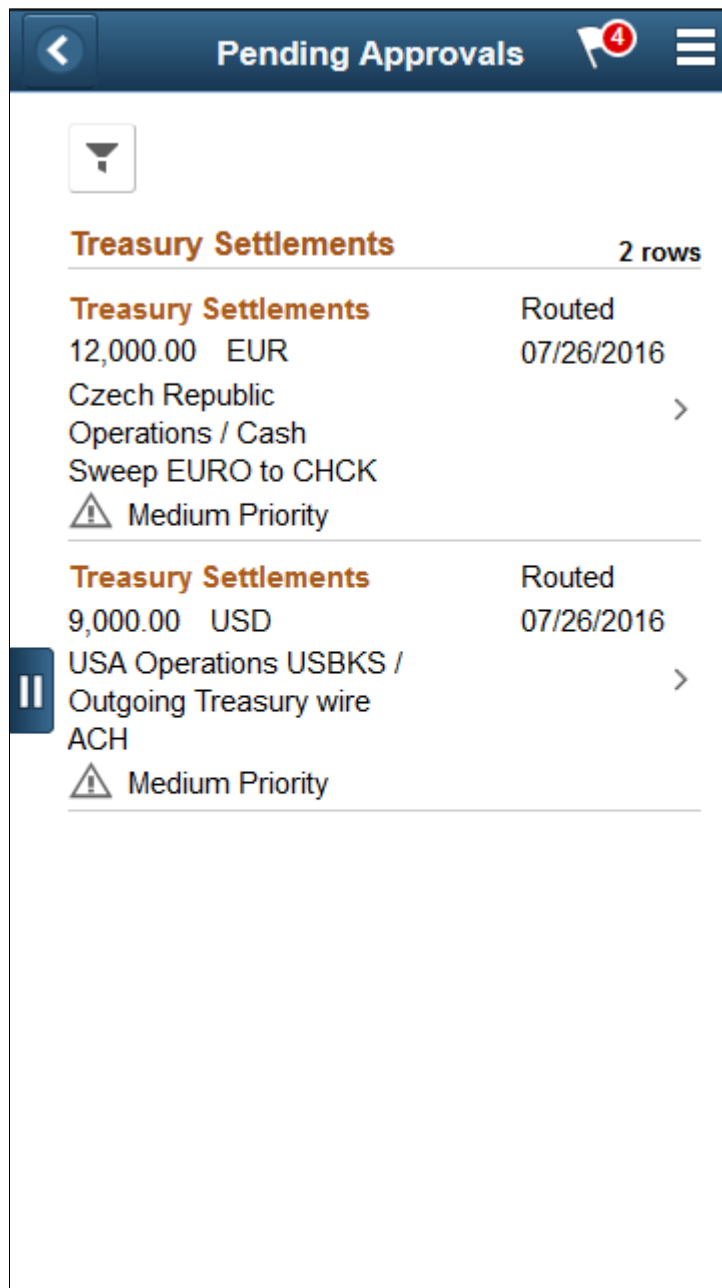 Pending Approvals 4
Treasury Settlements 2 rows
Treasury Settlements Routed
12,000.00 EUR 07/26/2016
Czech Republic
Operations / Cash
Sweep EURO to CHCK
Medium Priority
Treasury Settlements Routed
9,000.00 USD 07/26/2016
USA Operations USBKS /
Outgoing Treasury wire
ACH
Medium Priority